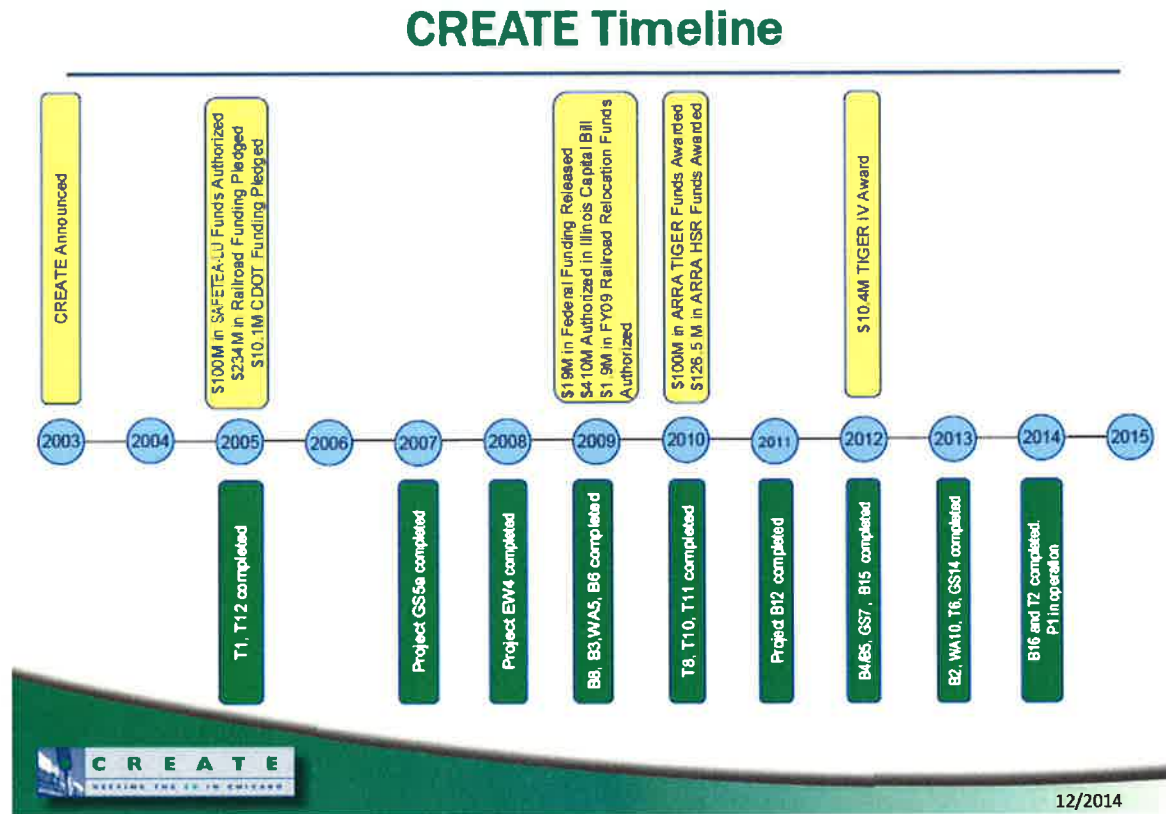 CREATE Timeline
CREATE Announced
$100M in SAFETEA-LU Funds Authorized
$234M in Railroad Funding Pledged
$10.1M CDOT Funding Pledged
$19M in Federal Funding Released
$410M Authorized in Illinois Capital Bill
$1.9M in FY09 Railroad Relocation Funds
Authorized
$100M in ARRA TIGER Funds Awarded
$126.5 M in ARRA HSR Funds Awarded
$10.4M TIGER IV Award
2003
2004
2005
2006
2007
2008
2009
2010
2011
2012
2013
2014
2015
T1, T12 completed
Project GS5a completed
Project EW4 completed
B8, B3,WA5, B6 completed
T8, T10, T11 completed
Project B12 completed
B4/B5, GS7, B15 completed
B2, WA10, T6, GS14 completed
B16 and T2 completed.
P1 in operation
CREATE
KEEPING THE GO IN CHICAGO
12/2014